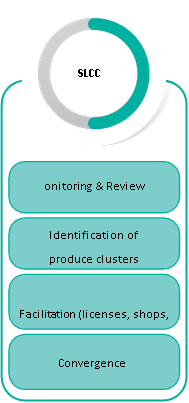 SLCC
onitoring & Review
Identification of
produce clusters
Facilitation (licenses, shops,
Convergence